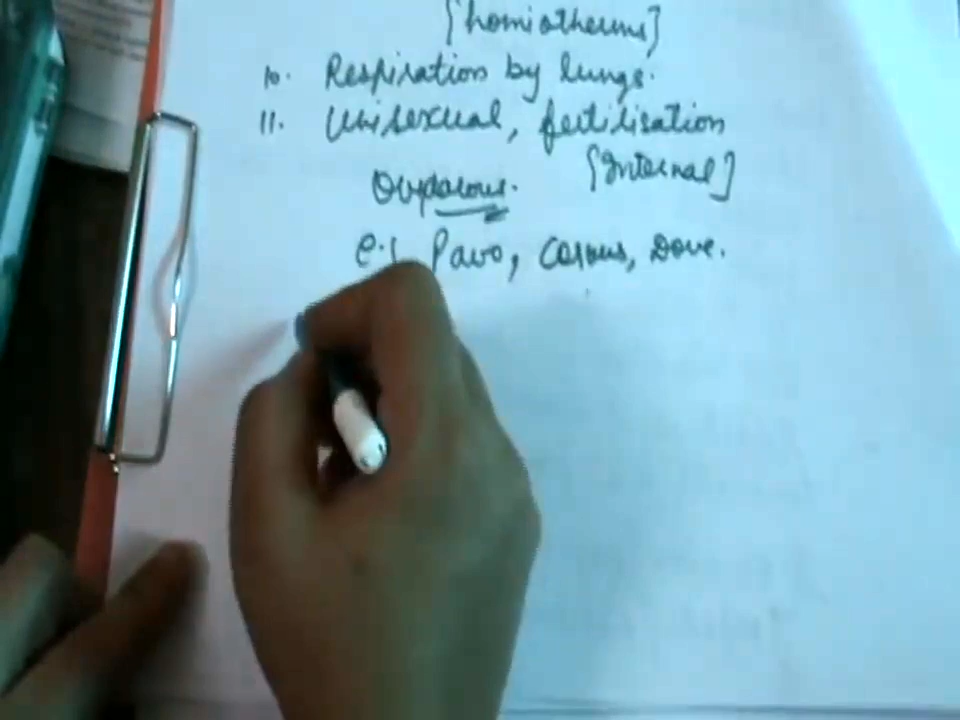 [homiotherms]
10. Respiration by lungs.
11. Unisexual, fertilisation
[Internal]
Oviparous.
e.g Pavo, Corvus, Dove.